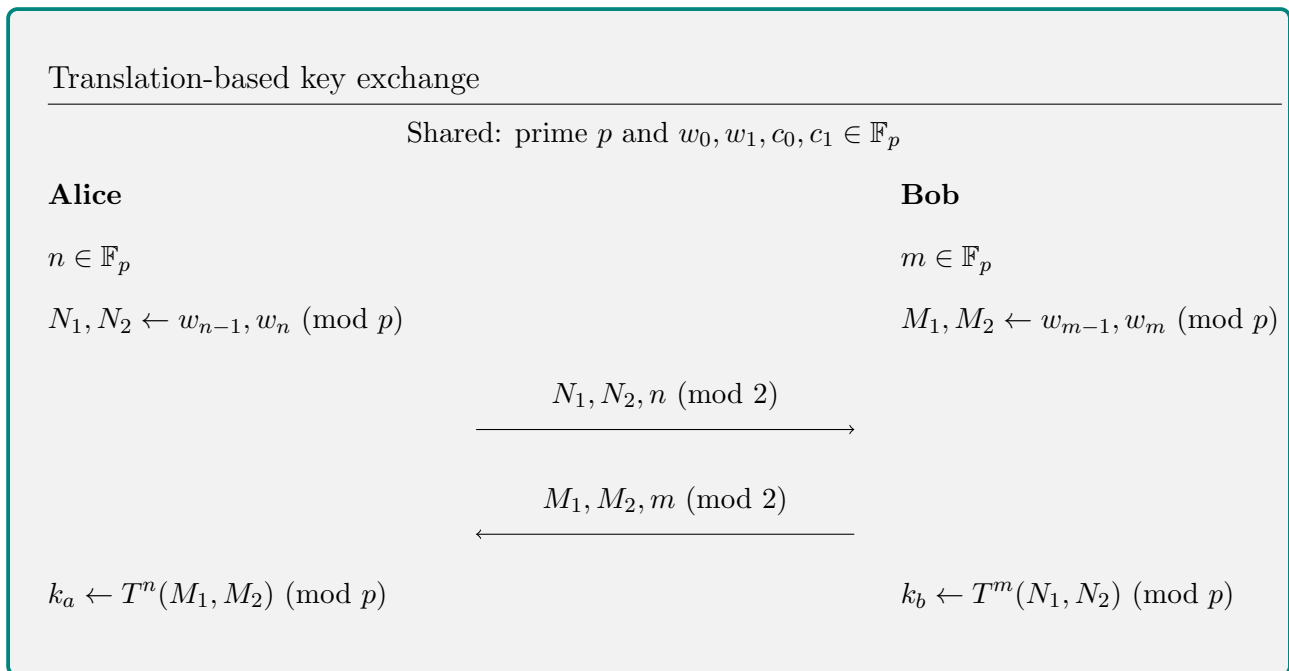 Translation-based key exchange
Shared: prime p and w₀, w₁, c₀, c₁ ∈ 𝔽ₚ
Alice Bob
n ∈ 𝔽ₚ m ∈ 𝔽ₚ
N₁, N₂ ← wₙ₋₁, wₙ (mod p) M₁, M₂ ← wₘ₋₁, wₘ (mod p)
N₁, N₂, n (mod 2)
M₁, M₂, m (mod 2)
kₐ ← Tⁿ(M₁, M₂) (mod p) k_b ← Tᵐ(N₁, N₂) (mod p)